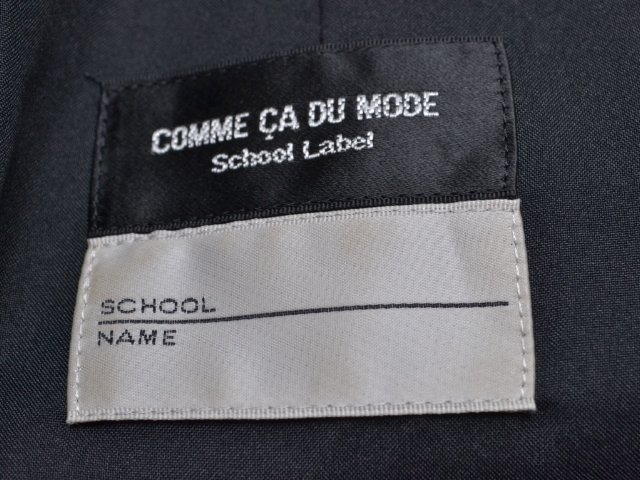 COMME ÇA DU MODE
School Label
SCHOOL
NAME